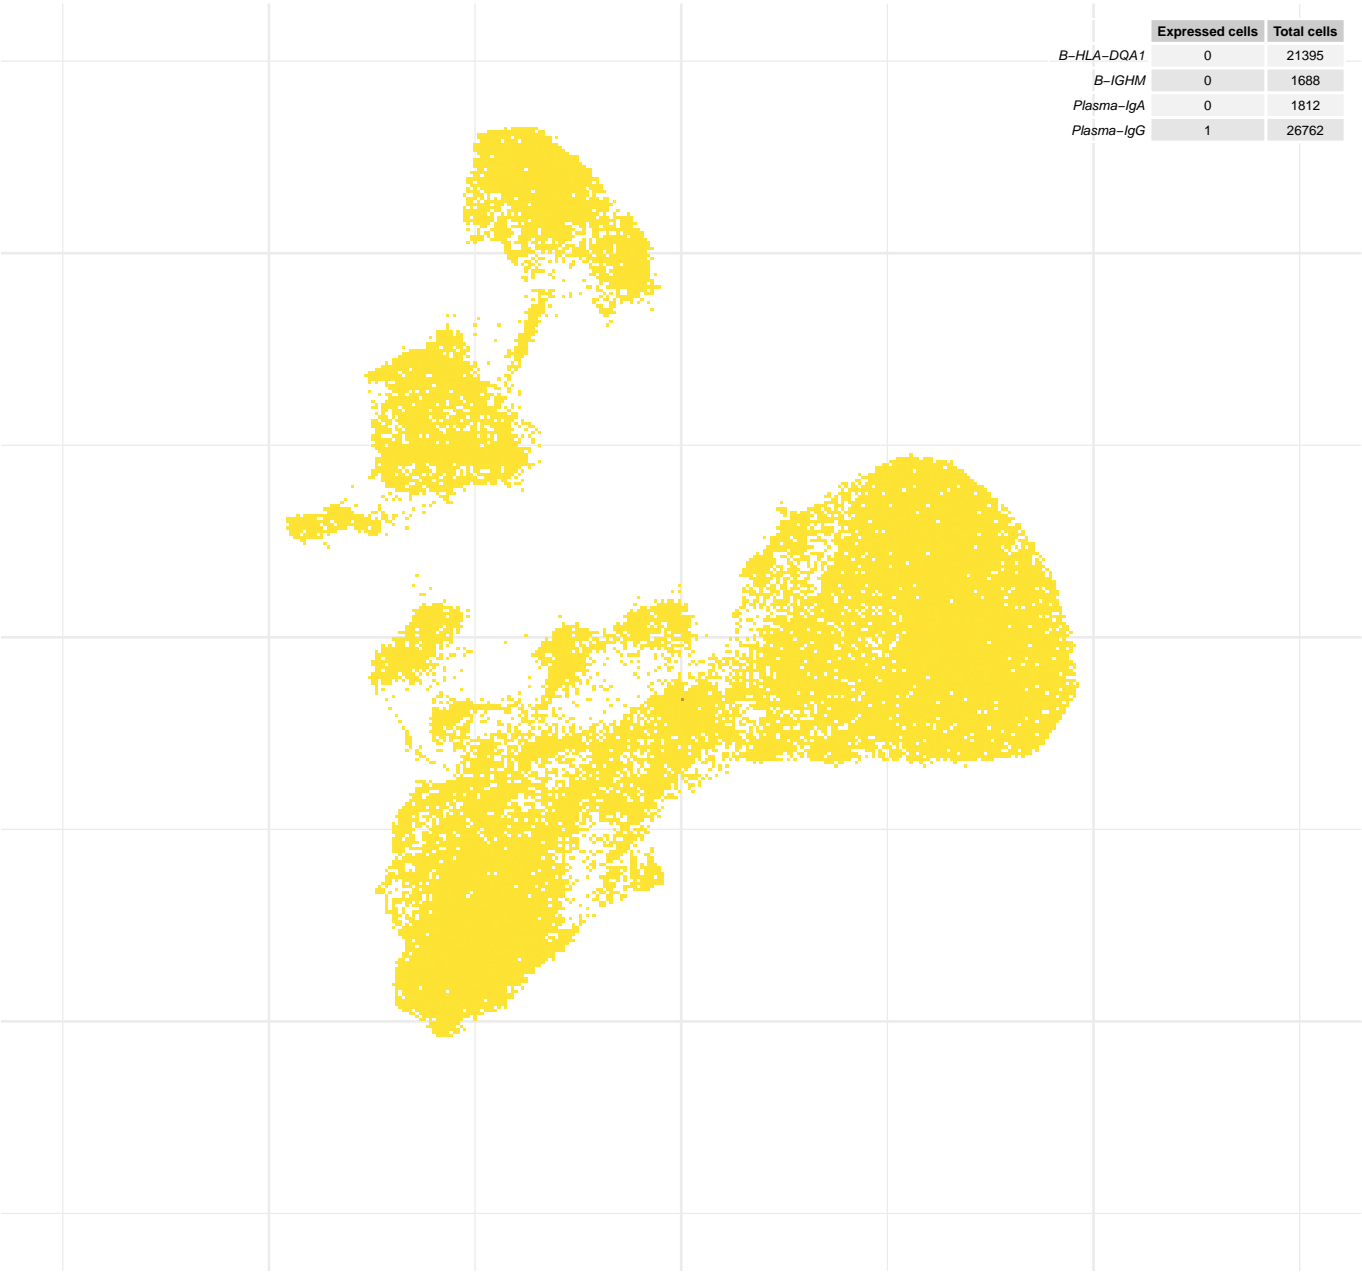 Expressed cells Total cells
B−HLA−DQA1 0 21395
B−IGHM 0 1688
Plasma−IgA 0 1812
Plasma−IgG 1 26762